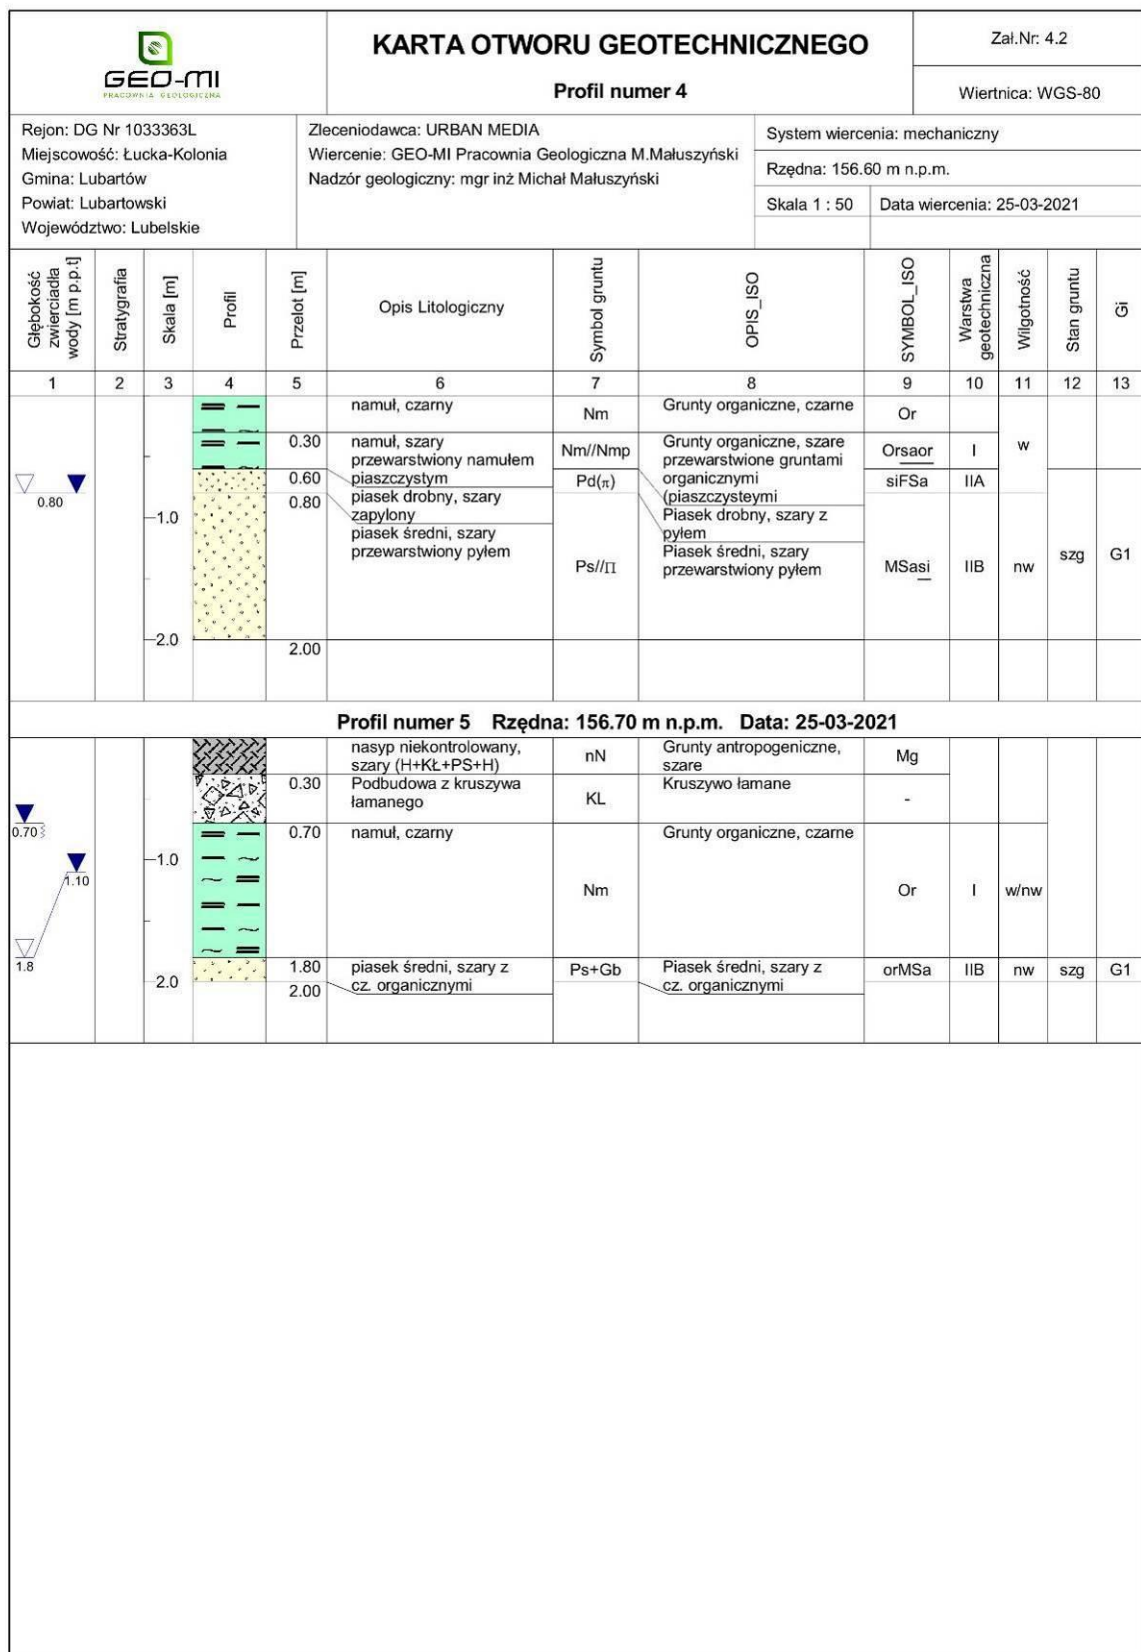 GEO-MI
PRACOWNIA GEOLOGICZNA
KARTA OTWORU GEOTECHNICZNEGO
Profil numer 4
Zał.Nr: 4.2
Wiertnica: WGS-80
Rejon: DG Nr 1033363L
Miejscowość: Łucka-Kolonia
Gmina: Lubartów
Powiat: Lubartowski
Województwo: Lubelskie
Zleceniodawca: URBAN MEDIA
Wiercenie: GEO-MI Pracownia Geologiczna M.Małuszyński
Nadzór geologiczny: mgr inż Michał Małuszyński
System wiercenia: mechaniczny
Rzędna: 156.60 m n.p.m.
Skala 1 : 50 Data wiercenia: 25-03-2021
Głębokość
zwierciadła
wody [m p.p.t]
Stratygrafia
Skala [m]
Profil
Przelot [m]
Opis Litologiczny
Symbol gruntu
OPIS_ISO
SYMBOL_ISO
Warstwa
geotechniczna
Wilgotność
Stan gruntu
Gi
1 2 3 4 5 6 7 8 9 10 11 12 13
namuł, czarny Nm Grunty organiczne, czarne Or
0.30
namuł, szary
przewarstwiony namułem
piaszczystym
Nm//Nmp
Grunty organiczne, szare
przewarstwione gruntami
organicznymi
(piaszczysteymi
Orsaor I w
0.60
piasek drobny, szary
zapylony
Pd(π)
Piasek drobny, szary z
pyłem
siFSa IIA
0.80
0.80
piasek średni, szary
przewarstwiony pyłem
Ps//Π
Piasek średni, szary
przewarstwiony pyłem
MSasi IIB nw szg G1
1.0
2.0
2.00
Profil numer 5 Rzędna: 156.70 m n.p.m. Data: 25-03-2021
nasyp niekontrolowany,
szary (H+KŁ+PS+H)
nN
Grunty antropogeniczne,
szare
Mg
0.30
Podbudowa z kruszywa
łamanego
KL
Kruszywo łamane
-
0.70
0.70
namuł, czarny
Nm
Grunty organiczne, czarne
Or I w/nw
1.0
1.10
1.8
1.80
piasek średni, szary z
cz. organicznymi
Ps+Gb
Piasek średni, szary z
cz. organicznymi
orMSa IIB nw szg G1
2.0
2.00